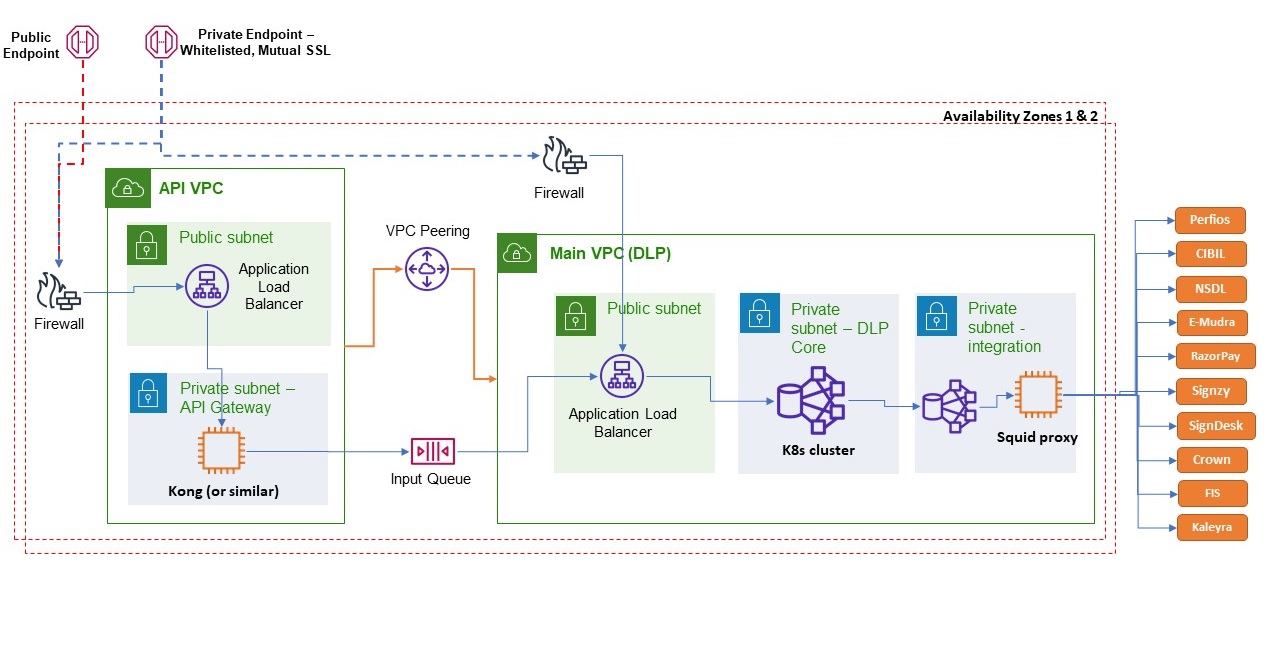 Public
Endpoint
Private Endpoint –
Whitelisted, Mutual SSL
Availability Zones 1 & 2
Firewall
API VPC
Public subnet
Application
Load
Balancer
Firewall
Private subnet –
API Gateway
Kong (or similar)
VPC Peering
Input Queue
Main VPC (DLP)
Public subnet
Application Load
Balancer
Private
subnet – DLP
Core
K8s cluster
Private
subnet -
integration
Squid proxy
Perfios
CIBIL
NSDL
E-Mudra
RazorPay
Signzy
SignDesk
Crown
FIS
Kaleyra